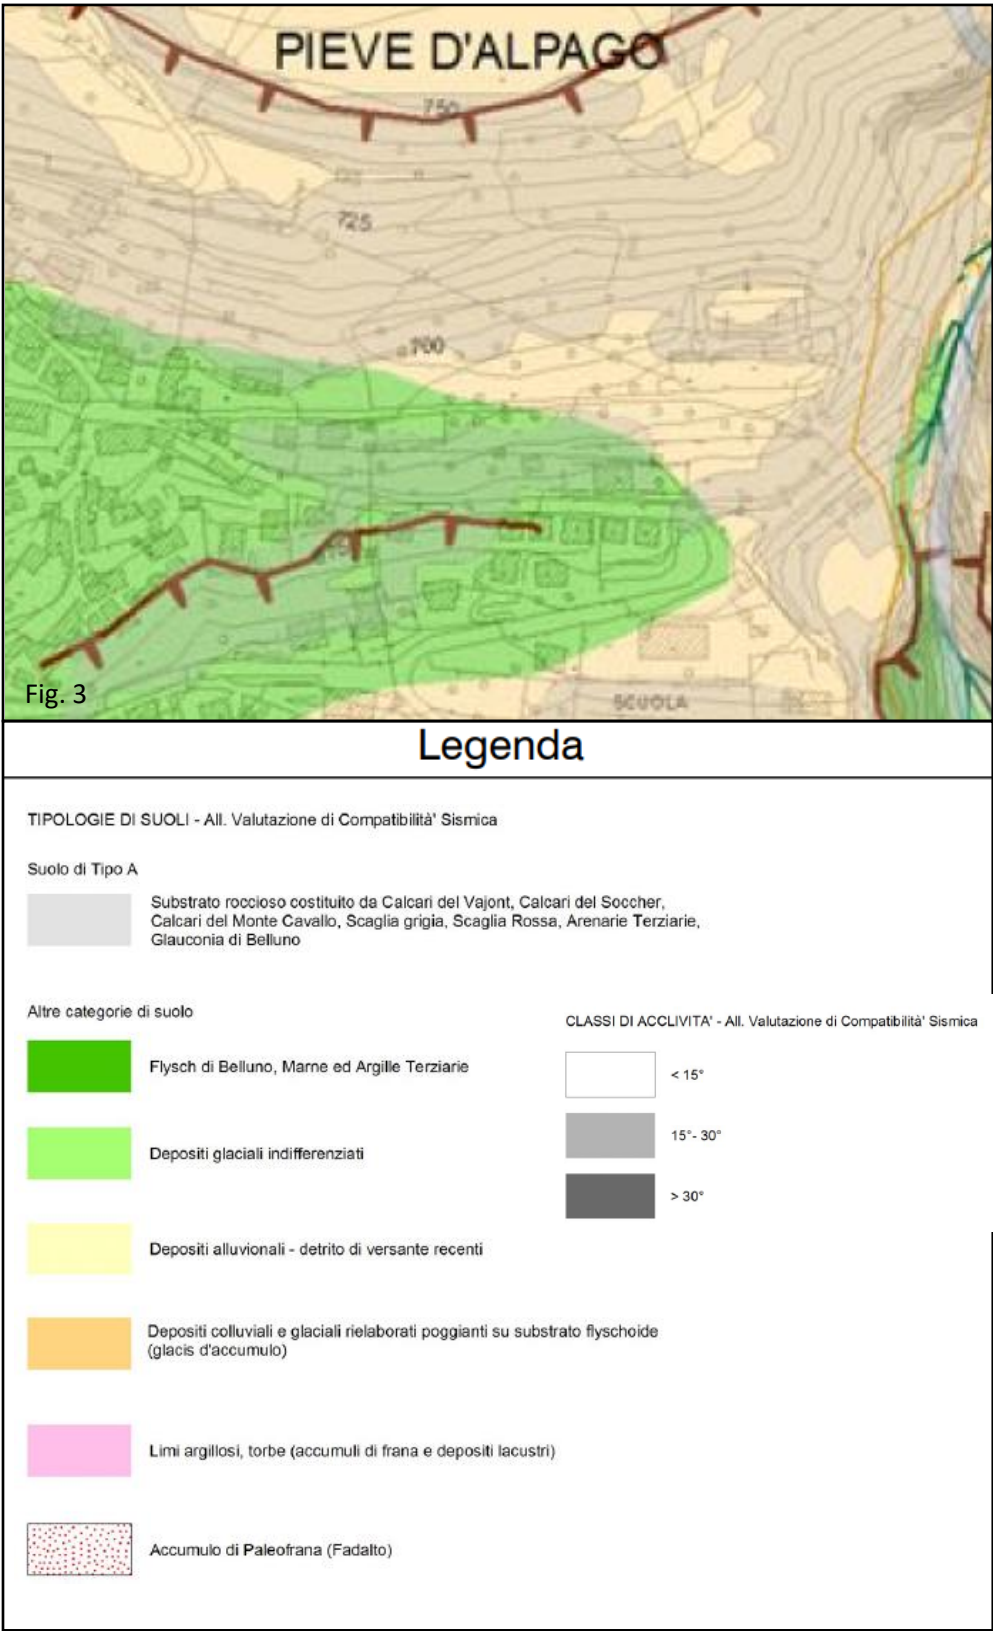 PIEVE D'ALPAGO
750
725
700
Fig. 3
SCUOLA
Legenda
TIPOLOGIE DI SUOLI - All. Valutazione di Compatibilità' Sismica
Suolo di Tipo A
Substrato roccioso costituito da Calcari del Vajont, Calcari del Soccher,
Calcari del Monte Cavallo, Scaglia grigia, Scaglia Rossa, Arenarie Terziarie,
Glauconia di Belluno
Altre categorie di suolo
Flysch di Belluno, Marne ed Argille Terziarie
Depositi glaciali indifferenziati
Depositi alluvionali - detrito di versante recenti
Depositi colluviali e glaciali rielaborati poggianti su substrato flyschoide
(glacis d'accumulo)
Limi argillosi, torbe (accumuli di frana e depositi lacustri)
Accumulo di Paleofrana (Fadalto)
CLASSI DI ACCLIVITA' - All. Valutazione di Compatibilità' Sismica
< 15°
15°- 30°
> 30°